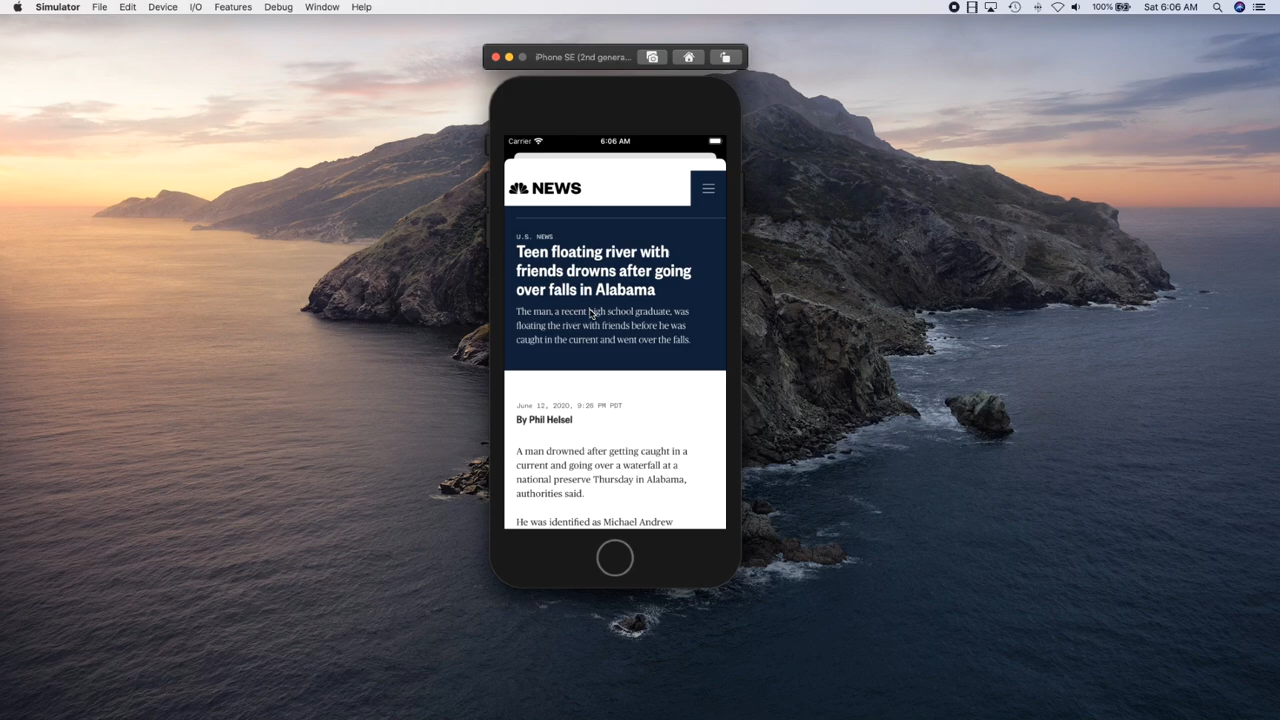 Simulator File Edit View Device I/O Features Debug Window Help 100% Sat 6:06 AM
iPhone SE (2nd genera...
Carrier 6:06 AM
NEWS
U.S. NEWS
Teen floating river with
friends drowns after going
over falls in Alabama
The man, a recent high school graduate, was
floating the river with friends before he was
caught in the current and went over the falls.
June 12, 2020, 9:26 PM PDT
By Phil Helsel
A man drowned after getting caught in a
current and going over a waterfall at a
national preserve Thursday in Alabama,
authorities said.
He was identified as Michael Andrew